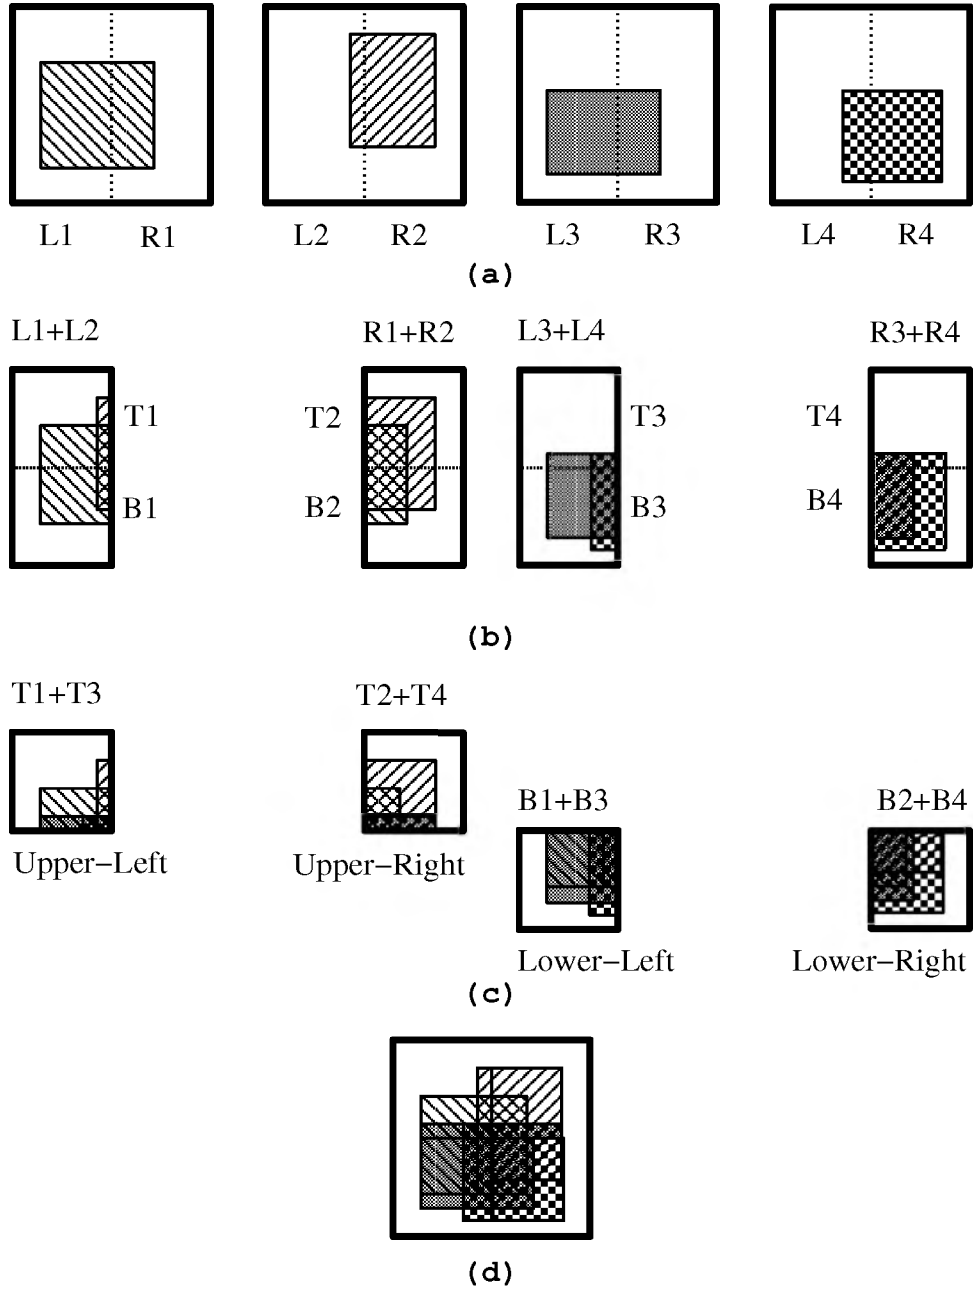 L1 R1 L2 R2 L3 R3 L4 R4
(a)
L1+L2 R1+R2 L3+L4 R3+R4
T1 T2 T3 T4
B1 B2 B3 B4
(b)
T1+T3 T2+T4
B1+B3 B2+B4
Upper-Left Upper-Right
Lower-Left Lower-Right
(c)
(d)